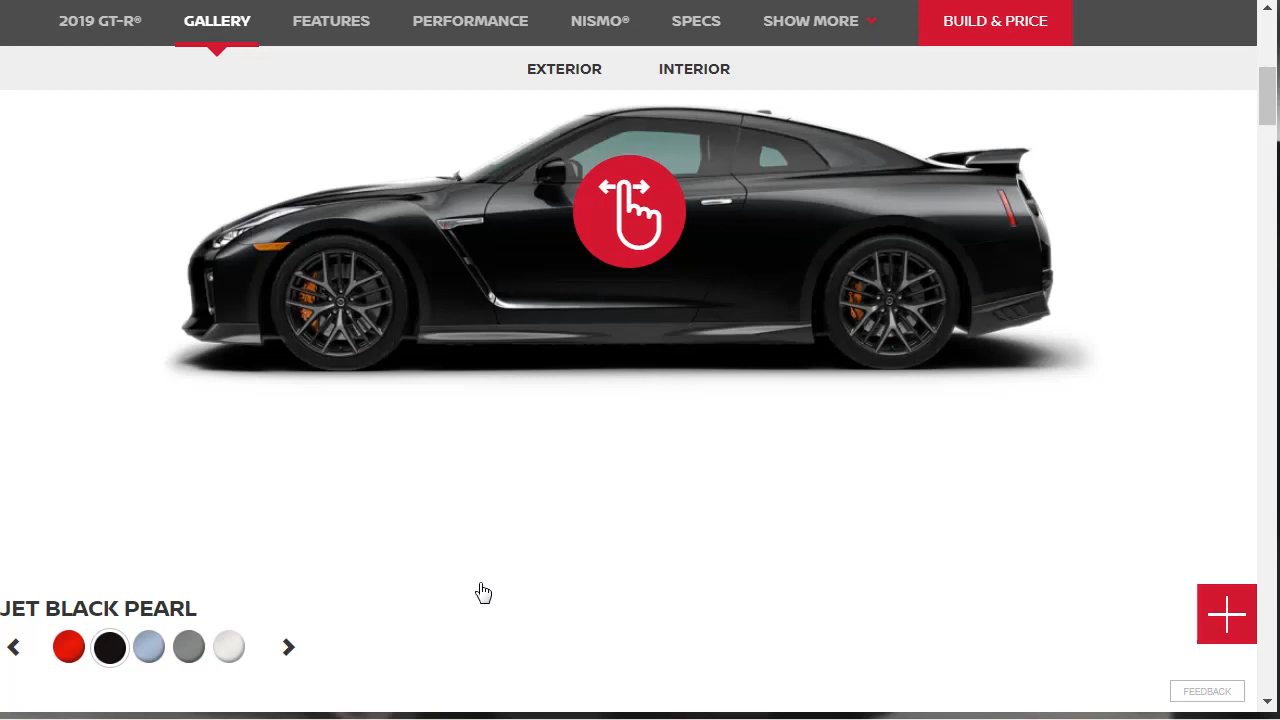 2019 GT-R®
GALLERY
FEATURES
PERFORMANCE
NISMO®
SPECS
SHOW MORE
BUILD & PRICE
EXTERIOR
INTERIOR
JET BLACK PEARL
FEEDBACK